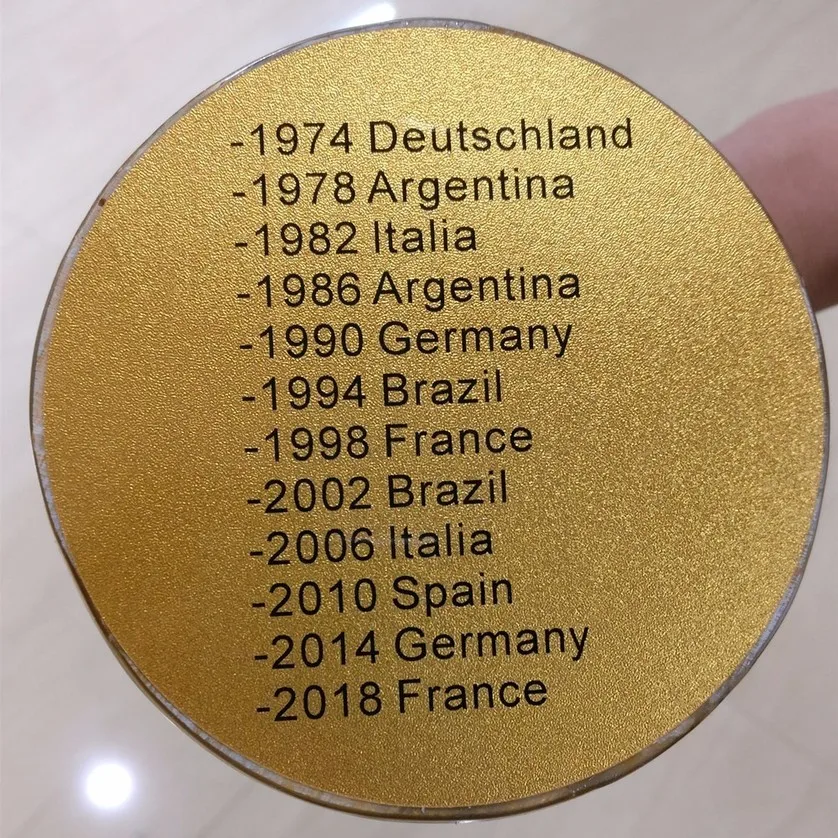 -1974 Deutschland
-1978 Argentina
-1982 Italia
-1986 Argentina
-1990 Germany
-1994 Brazil
-1998 France
-2002 Brazil
-2006 Italia
-2010 Spain
-2014 Germany
-2018 France